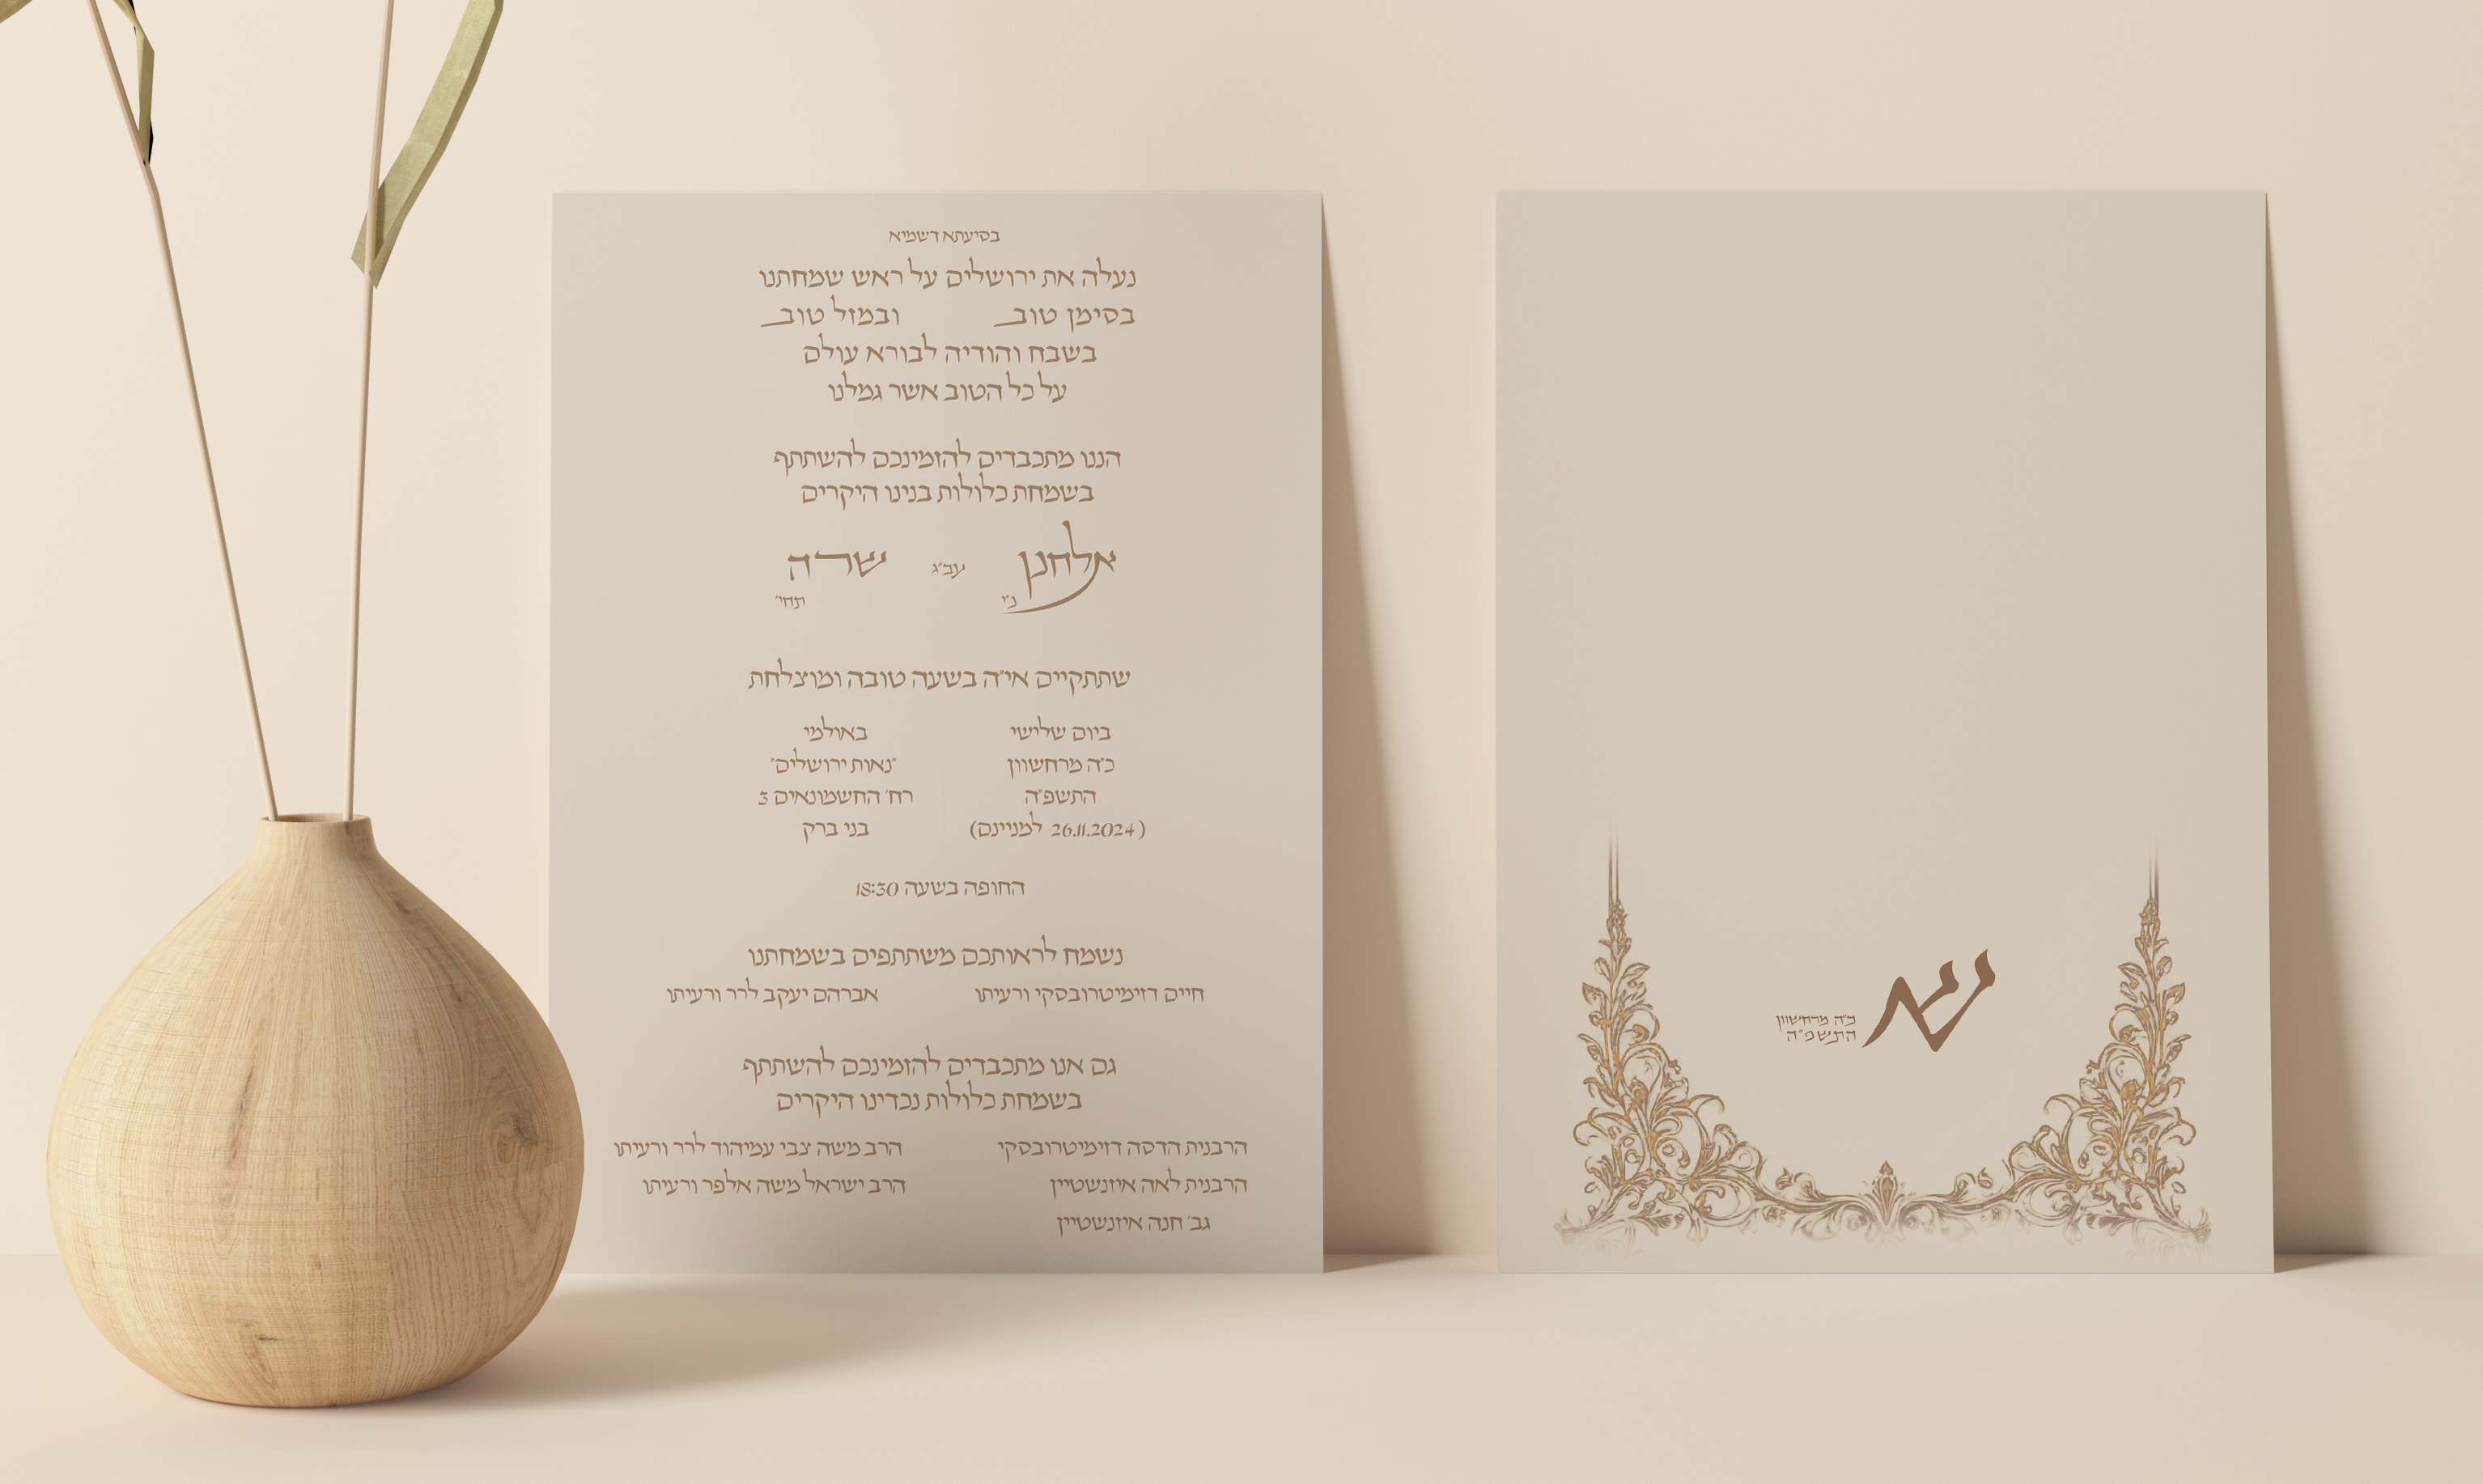 בסיעתא דשמיא
נעלה את ירושלים על ראש שמחתנו
בסימן טוב ובמזל טוב
בשבח והודיה לבורא עולם
על כל הטוב אשר גמלנו
הננו מתכבדים להזמינכם להשתתף
בשמחת כלולות בנינו היקרים
אלחנן עב"ג שרה
נ"י תחי'
שתתקיים אי"ה בשעה טובה ומוצלחת
ביום שלישי
כ"ה מרחשוון
התשפ"ה
(26.11.2024 למניינם)
באולמי
"נאות ירושלים"
רח' החשמונאים 3
בני ברק
החופה בשעה 18:30
נשמח לראותכם משתתפים בשמחתנו
חיים דזימיטרובסקי ורעיתו
אברהם יעקב לרר ורעיתו
גם אנו מתכבדים להזמינכם להשתתף
בשמחת כלולות נכדינו היקרים
הרבנית הדסה דזימיטרובסקי
הרבנית לאה איזנשטיין
גב' חנה איזנשטיין
הרב משה צבי עמיהוד לרר ורעיתו
הרב ישראל משה אלפר ורעיתו
כ"ה מרחשוון
התשפ"ה